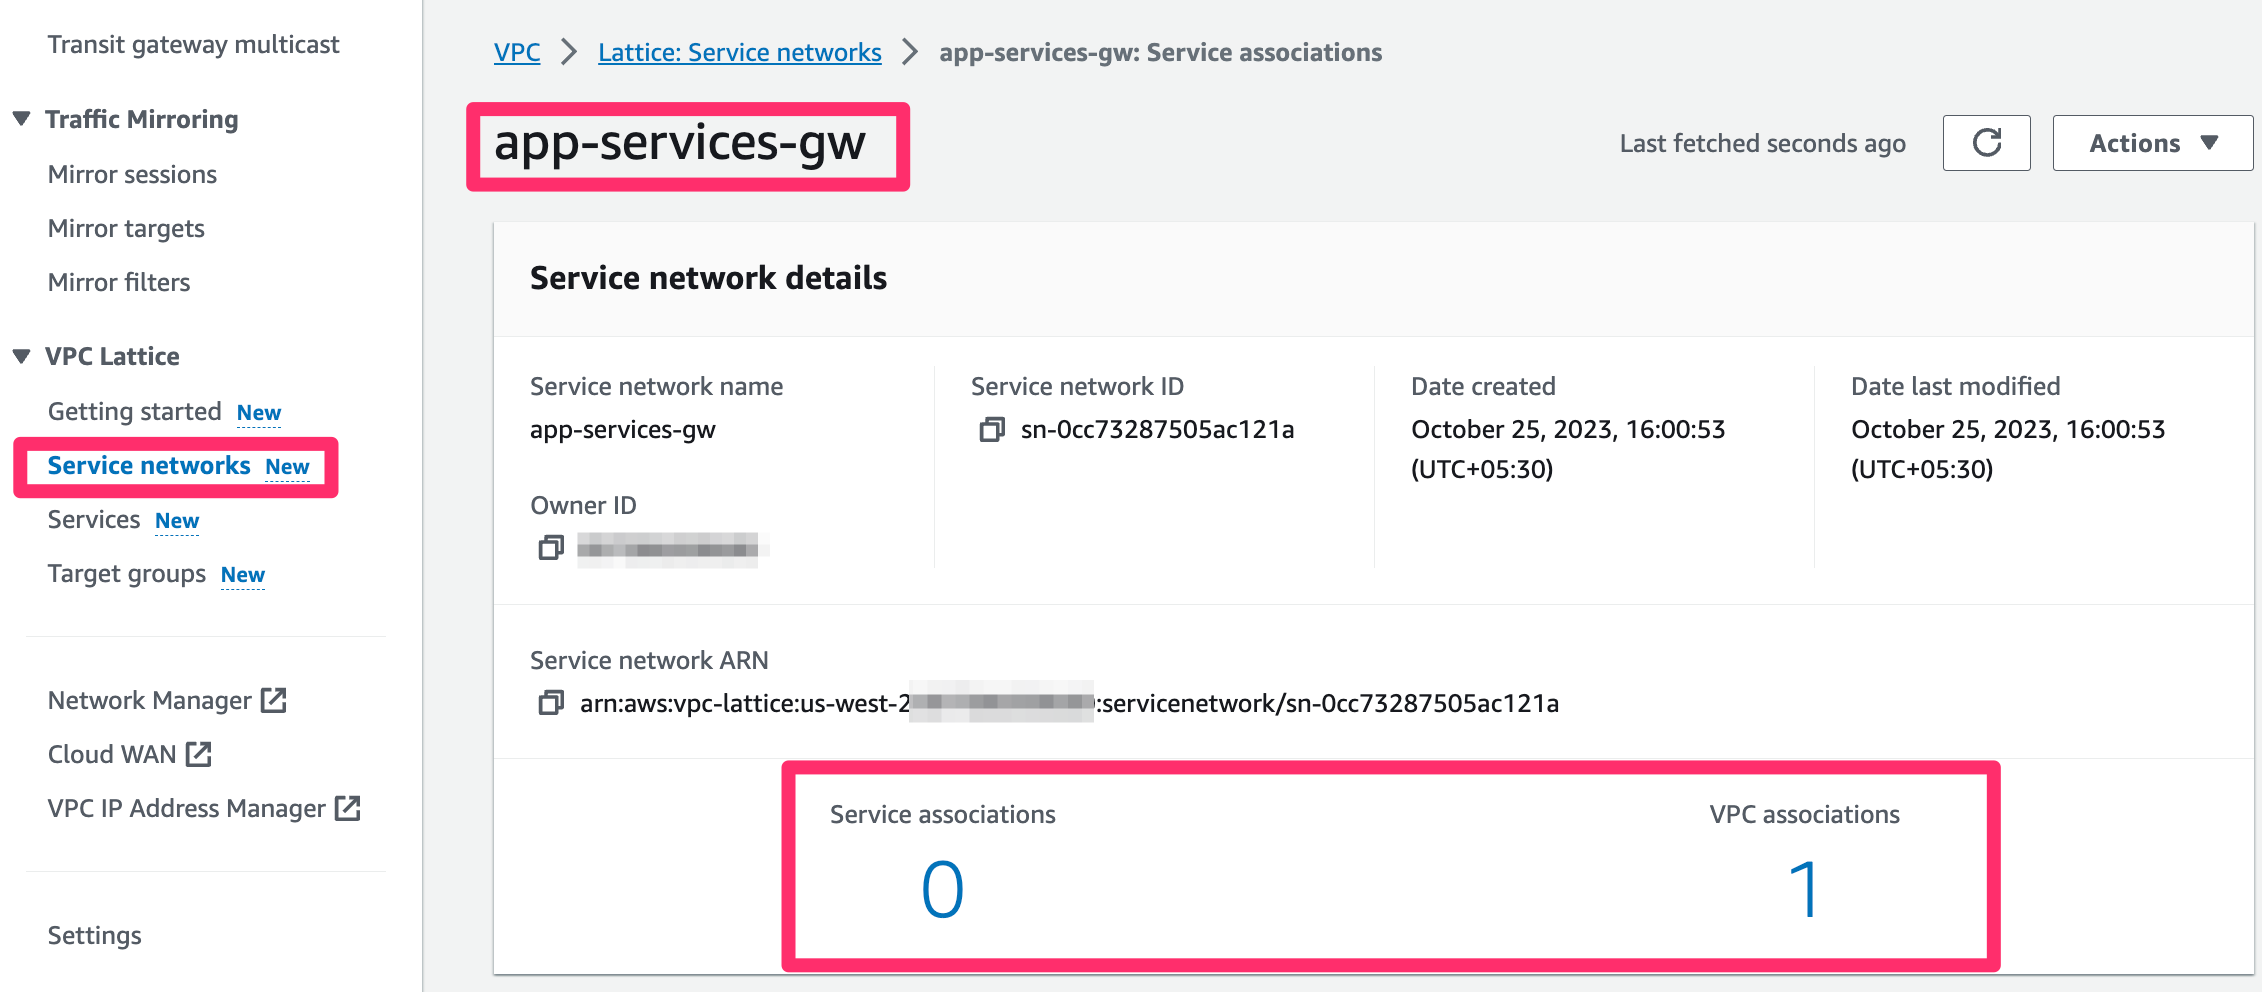 Transit gateway multicast
Traffic Mirroring
Mirror sessions
Mirror targets
Mirror filters
VPC Lattice
Getting started New
Service networks New
Services New
Target groups New
Network Manager
Cloud WAN
VPC IP Address Manager
Settings
VPC Lattice: Service networks app-services-gw: Service associations
app-services-gw
Last fetched seconds ago
Actions
Service network details
Service network name
app-services-gw
Owner ID
Service network ID
sn-0cc73287505ac121a
Date created
October 25, 2023, 16:00:53
(UTC+05:30)
Date last modified
October 25, 2023, 16:00:53
(UTC+05:30)
Service network ARN
arn:aws:vpc-lattice:us-west-2 :servicenetwork/sn-0cc73287505ac121a
Service associations
0
VPC associations
1